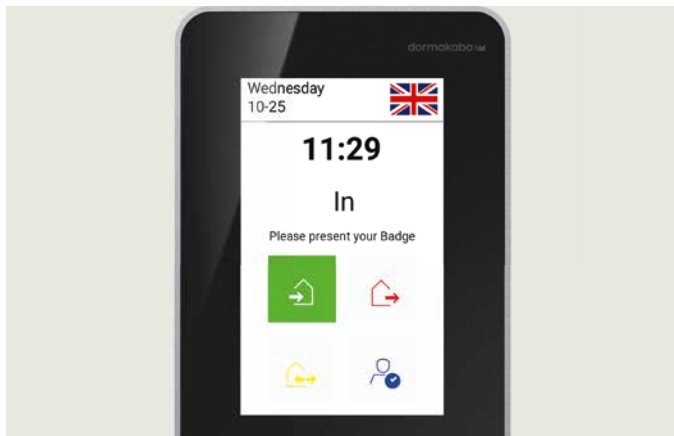 dormakaba
Wednesday
10-25
11:29
In
Please present your Badge